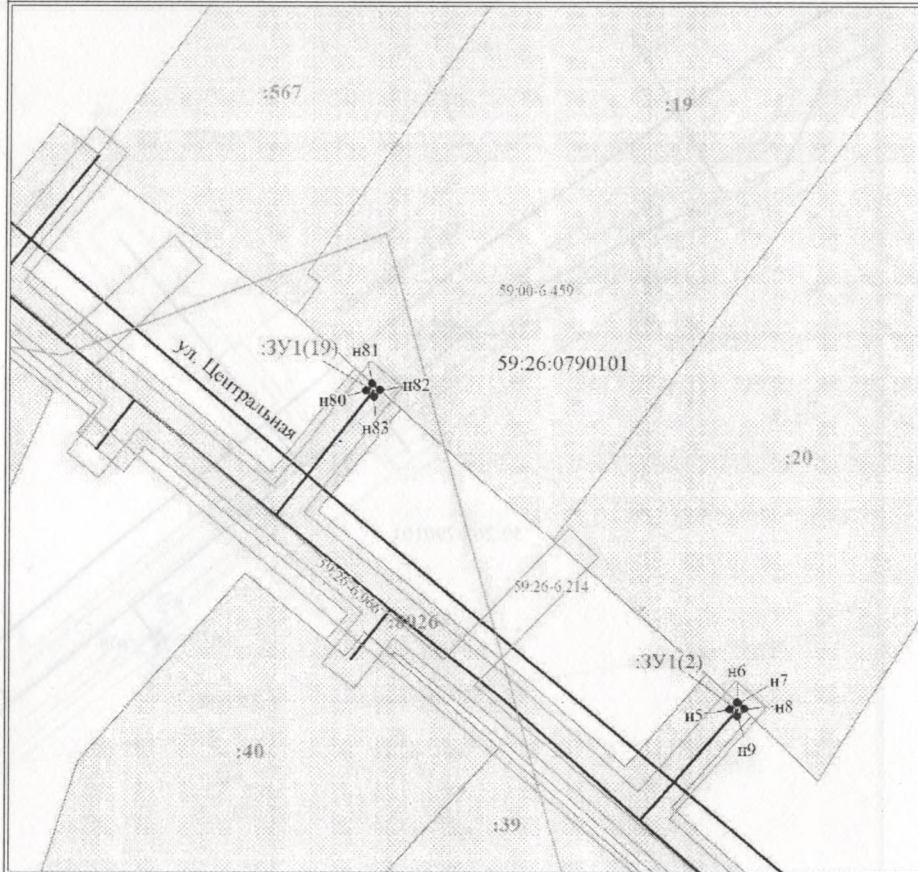 :567
:19
59:00-6.459
:ЗУ1(19)
н81
59:26:0790101
ул. Центральная
н80
н82
н83
:20
59:26-6.966
59:26-6.214
:8026
:ЗУ1(2)
н6
н7
н5
н8
н9
:40
:39